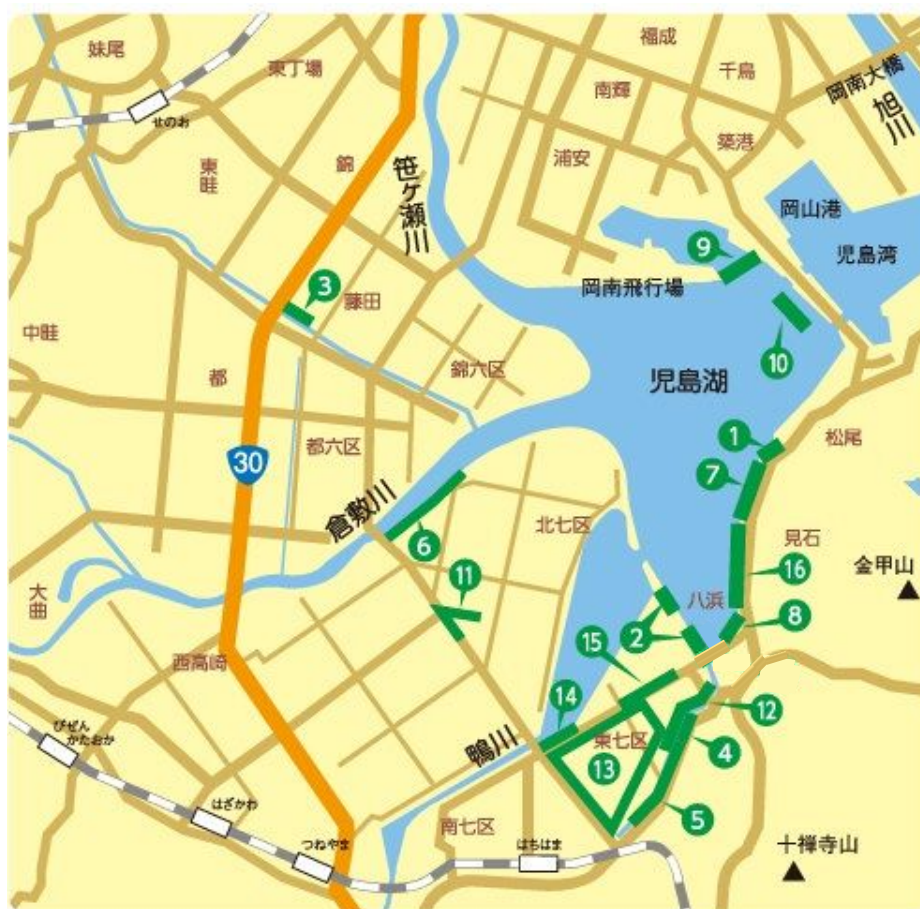 妹尾
せのお
東丁場
福成
千鳥
岡南大橋
旭川
南輝
築港
浦安
東畦
錦
笹ヶ瀬川
岡山港
児島湾
9
岡南飛行場
10
3
藤田
中畦
都
錦六区
児島湖
松尾
1
7
30
都六区
倉敷川
6
北七区
見石
16
金甲山
11
大曲
2
八浜
8
15
西高崎
12
14
鴨川
東七区
13
4
5
びぜん
かたおか
はざかわ
つねやま
南七区
はちはま
十禅寺山